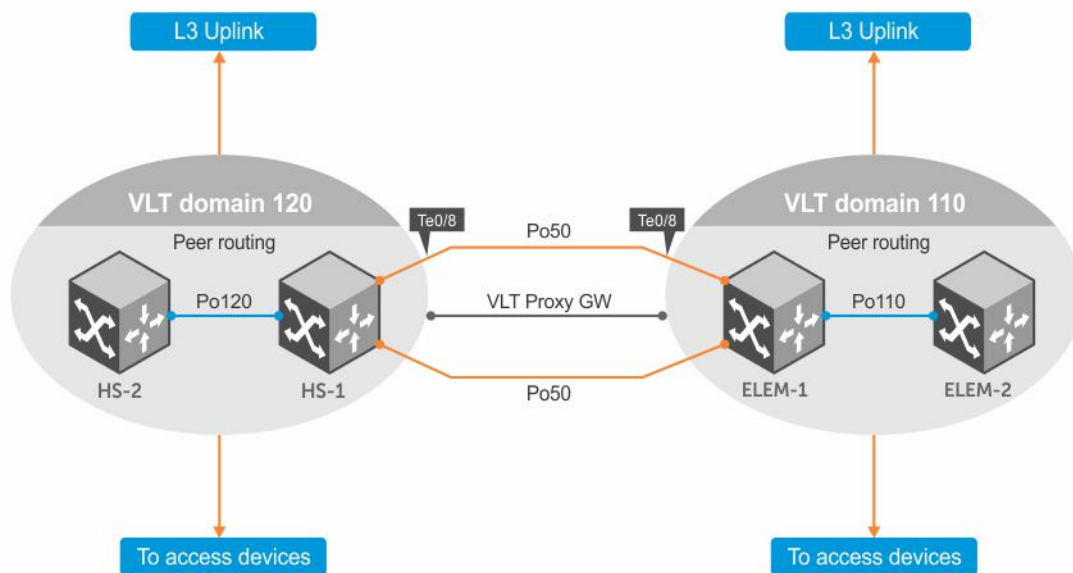 L3 Uplink
L3 Uplink
VLT domain 120
VLT domain 110
Te0/8
Te0/8
Po50
Peer routing
Peer routing
Po120
VLT Proxy GW
Po110
HS-2
HS-1
Po50
ELEM-1
ELEM-2
To access devices
To access devices